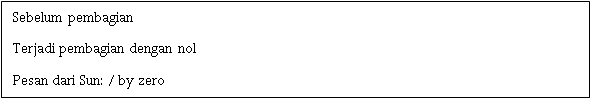 Sebelum pembagian
Terjadi pembagian dengan nol
Pesan dari Sun: / by zero